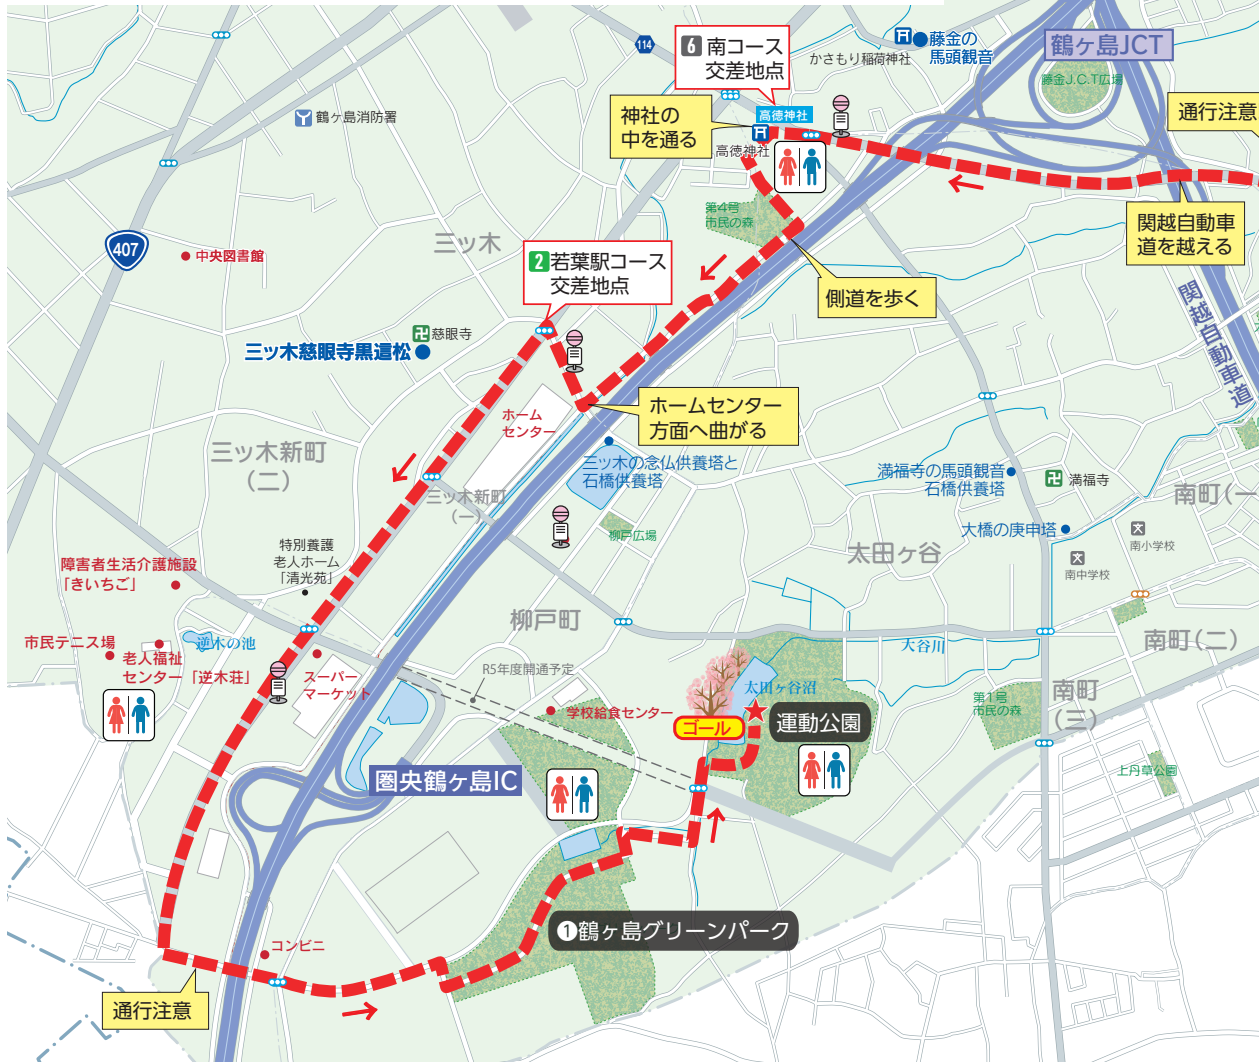 114
6 南コース
交差地点
かさもり稲荷神社
藤金の
馬頭観音
鶴ヶ島JCT
藤金J.C.T広場
通行注意
鶴ヶ島消防署
神社の
中を通る
高徳神社
高徳神社
第4号
市民の森
関越自動車
道を越える
407
中央図書館
三ッ木
2 若葉駅コース
交差地点
側道を歩く
関越自動車道
慈眼寺
ホーム
センター
ホームセンター
方面へ曲がる
三ッ木新町
(二)
三ッ木の念仏供養塔と
石橋供養塔
満福寺の馬頭観音
石橋供養塔
満福寺
南町(一
三ッ木新町
(一)
柳戸広場
大橋の庚申塔
南小学校
南中学校
太田ヶ谷
特別養護
老人ホーム
「清光苑」
障害者生活介護施設
「きいちご」
柳戸町
大谷川
南町(二)
市民テニス場
逆木の池
老人福祉
センター「逆木荘」
スーパー
マーケット
R5年度開通予定
太田ヶ谷沼
第1号
市民の森
南町
(三)
学校給食センター
ゴール
運動公園
上丹草公園
圏央鶴ヶ島IC
❶鶴ヶ島グリーンパーク
コンビニ
通行注意